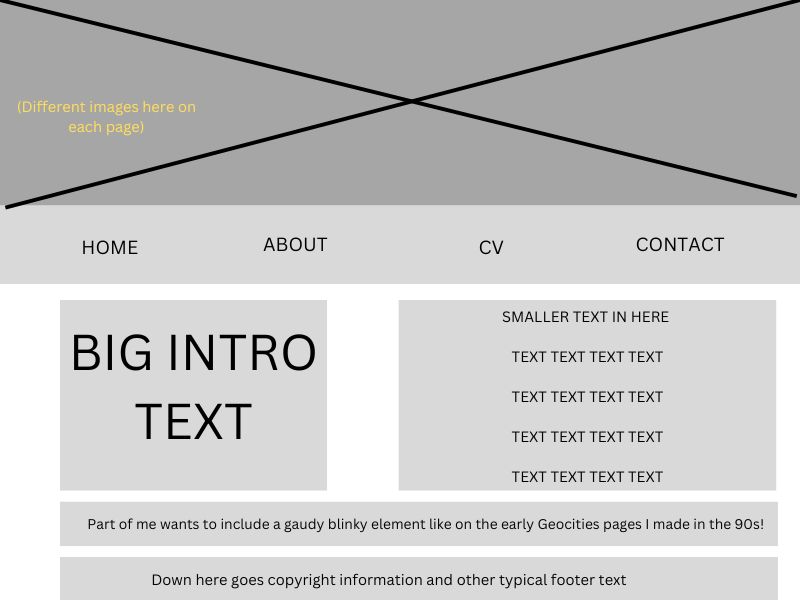 (Different images here on
each page)
HOME ABOUT CV CONTACT
BIG INTRO
TEXT
SMALLER TEXT IN HERE
TEXT TEXT TEXT TEXT
TEXT TEXT TEXT TEXT
TEXT TEXT TEXT TEXT
TEXT TEXT TEXT TEXT
Part of me wants to include a gaudy blinky element like on the early Geocities pages I made in the 90s!
Down here goes copyright information and other typical footer text